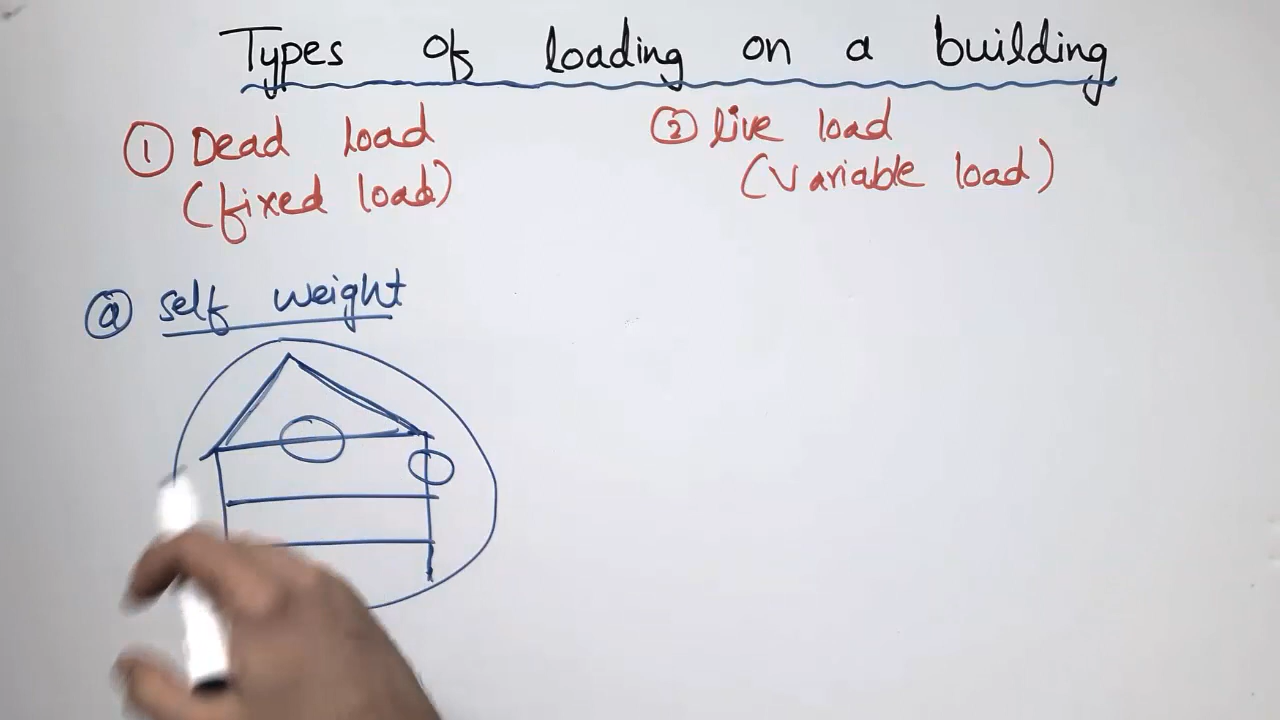 Types of loading on a building
① Dead load
(fixed load)
② live load
(Variable load)
ⓐ self weight